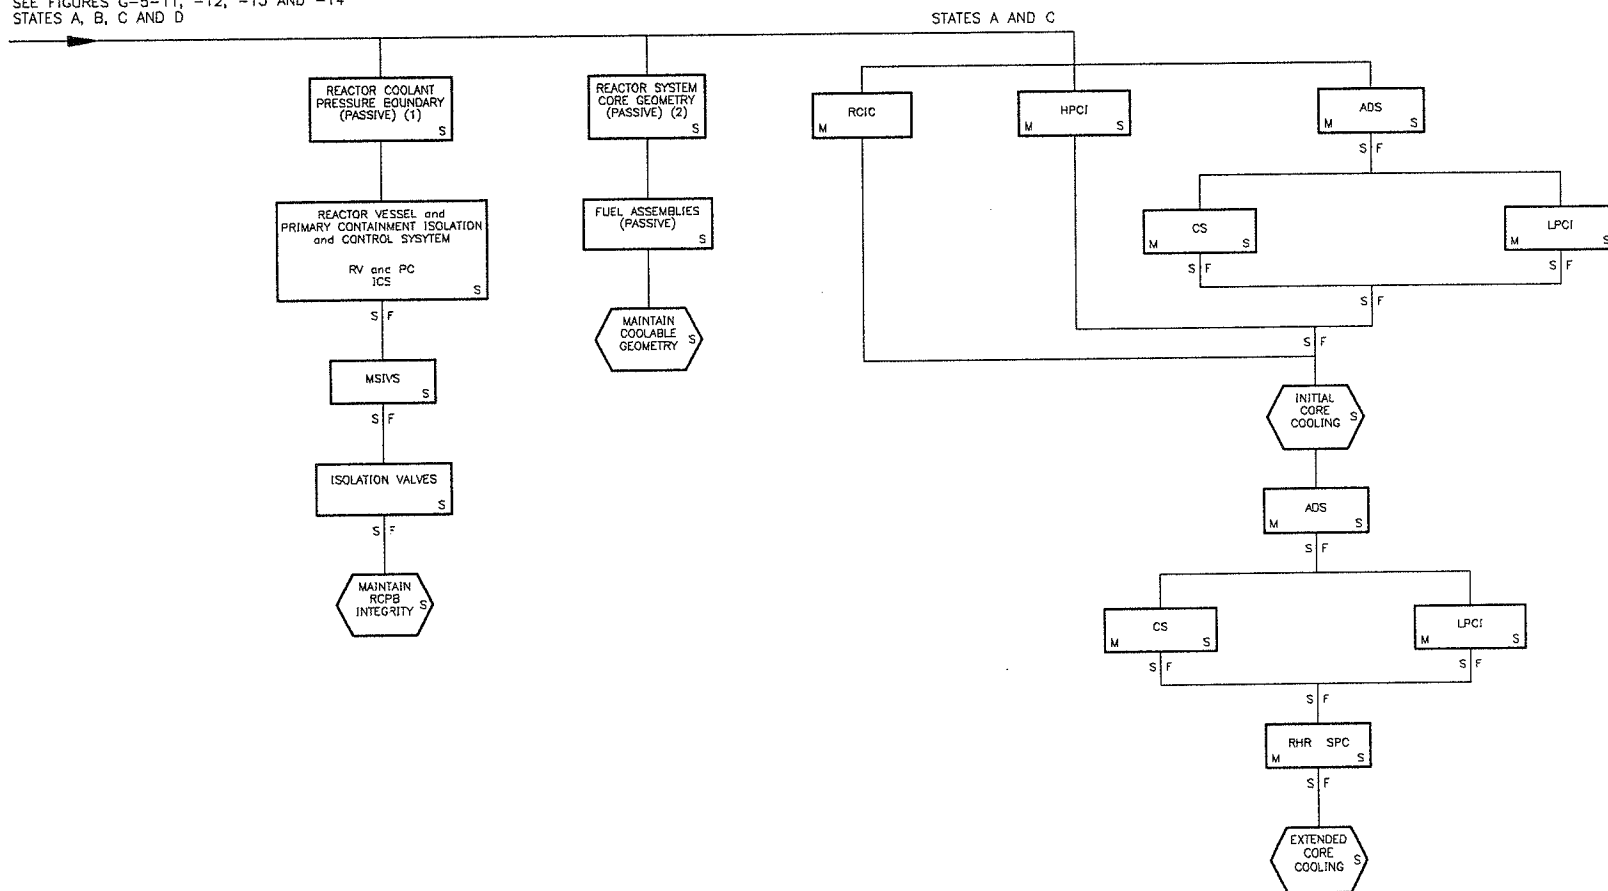 SEE FIGURES G-5-11, -12, -13 AND -14
STATES A, B, C AND D
STATES A AND C
REACTOR COOLANT
PRESSURE BOUNDARY
(PASSIVE) (1)
S
REACTOR SYSTEM
CORE GEOMETRY
(PASSIVE) (2)
S
RCIC
M
HPCI
M S
ADS
M S
S F
REACTOR VESSEL and
PRIMARY CONTAINMENT ISOLATION
and CONTROL SYSYTEM
RV and PC
ICS
S
S F
FUEL ASSEMBLIES
(PASSIVE)
S
CS
M S
S F
LPCI
M S
S F
S F
S F
MAINTAIN
COOLABLE
GEOMETRY
S
MSIVS
S
S F
INITIAL
CORE
COOLING
S
ISOLATION VALVES
S
S F
ADS
M S
S F
MAINTAIN
RCPB
INTEGRITY
S
CS
M S
S F
LPCI
M S
S F
S F
RHR SPC
M S
S F
EXTENDED
CORE
COOLING
S